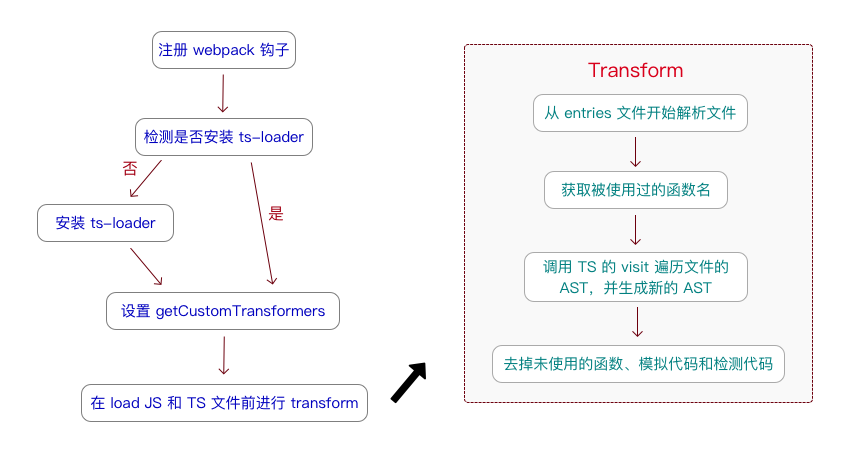 注册 webpack 钩子
检测是否安装 ts-loader
否
是
安装 ts-loader
设置 getCustomTransformers
在 load JS 和 TS 文件前进行 transform
Transform
从 entries 文件开始解析文件
获取被使用过的函数名
调用 TS 的 visit 遍历文件的
AST，并生成新的 AST
去掉未使用的函数、模拟代码和检测代码